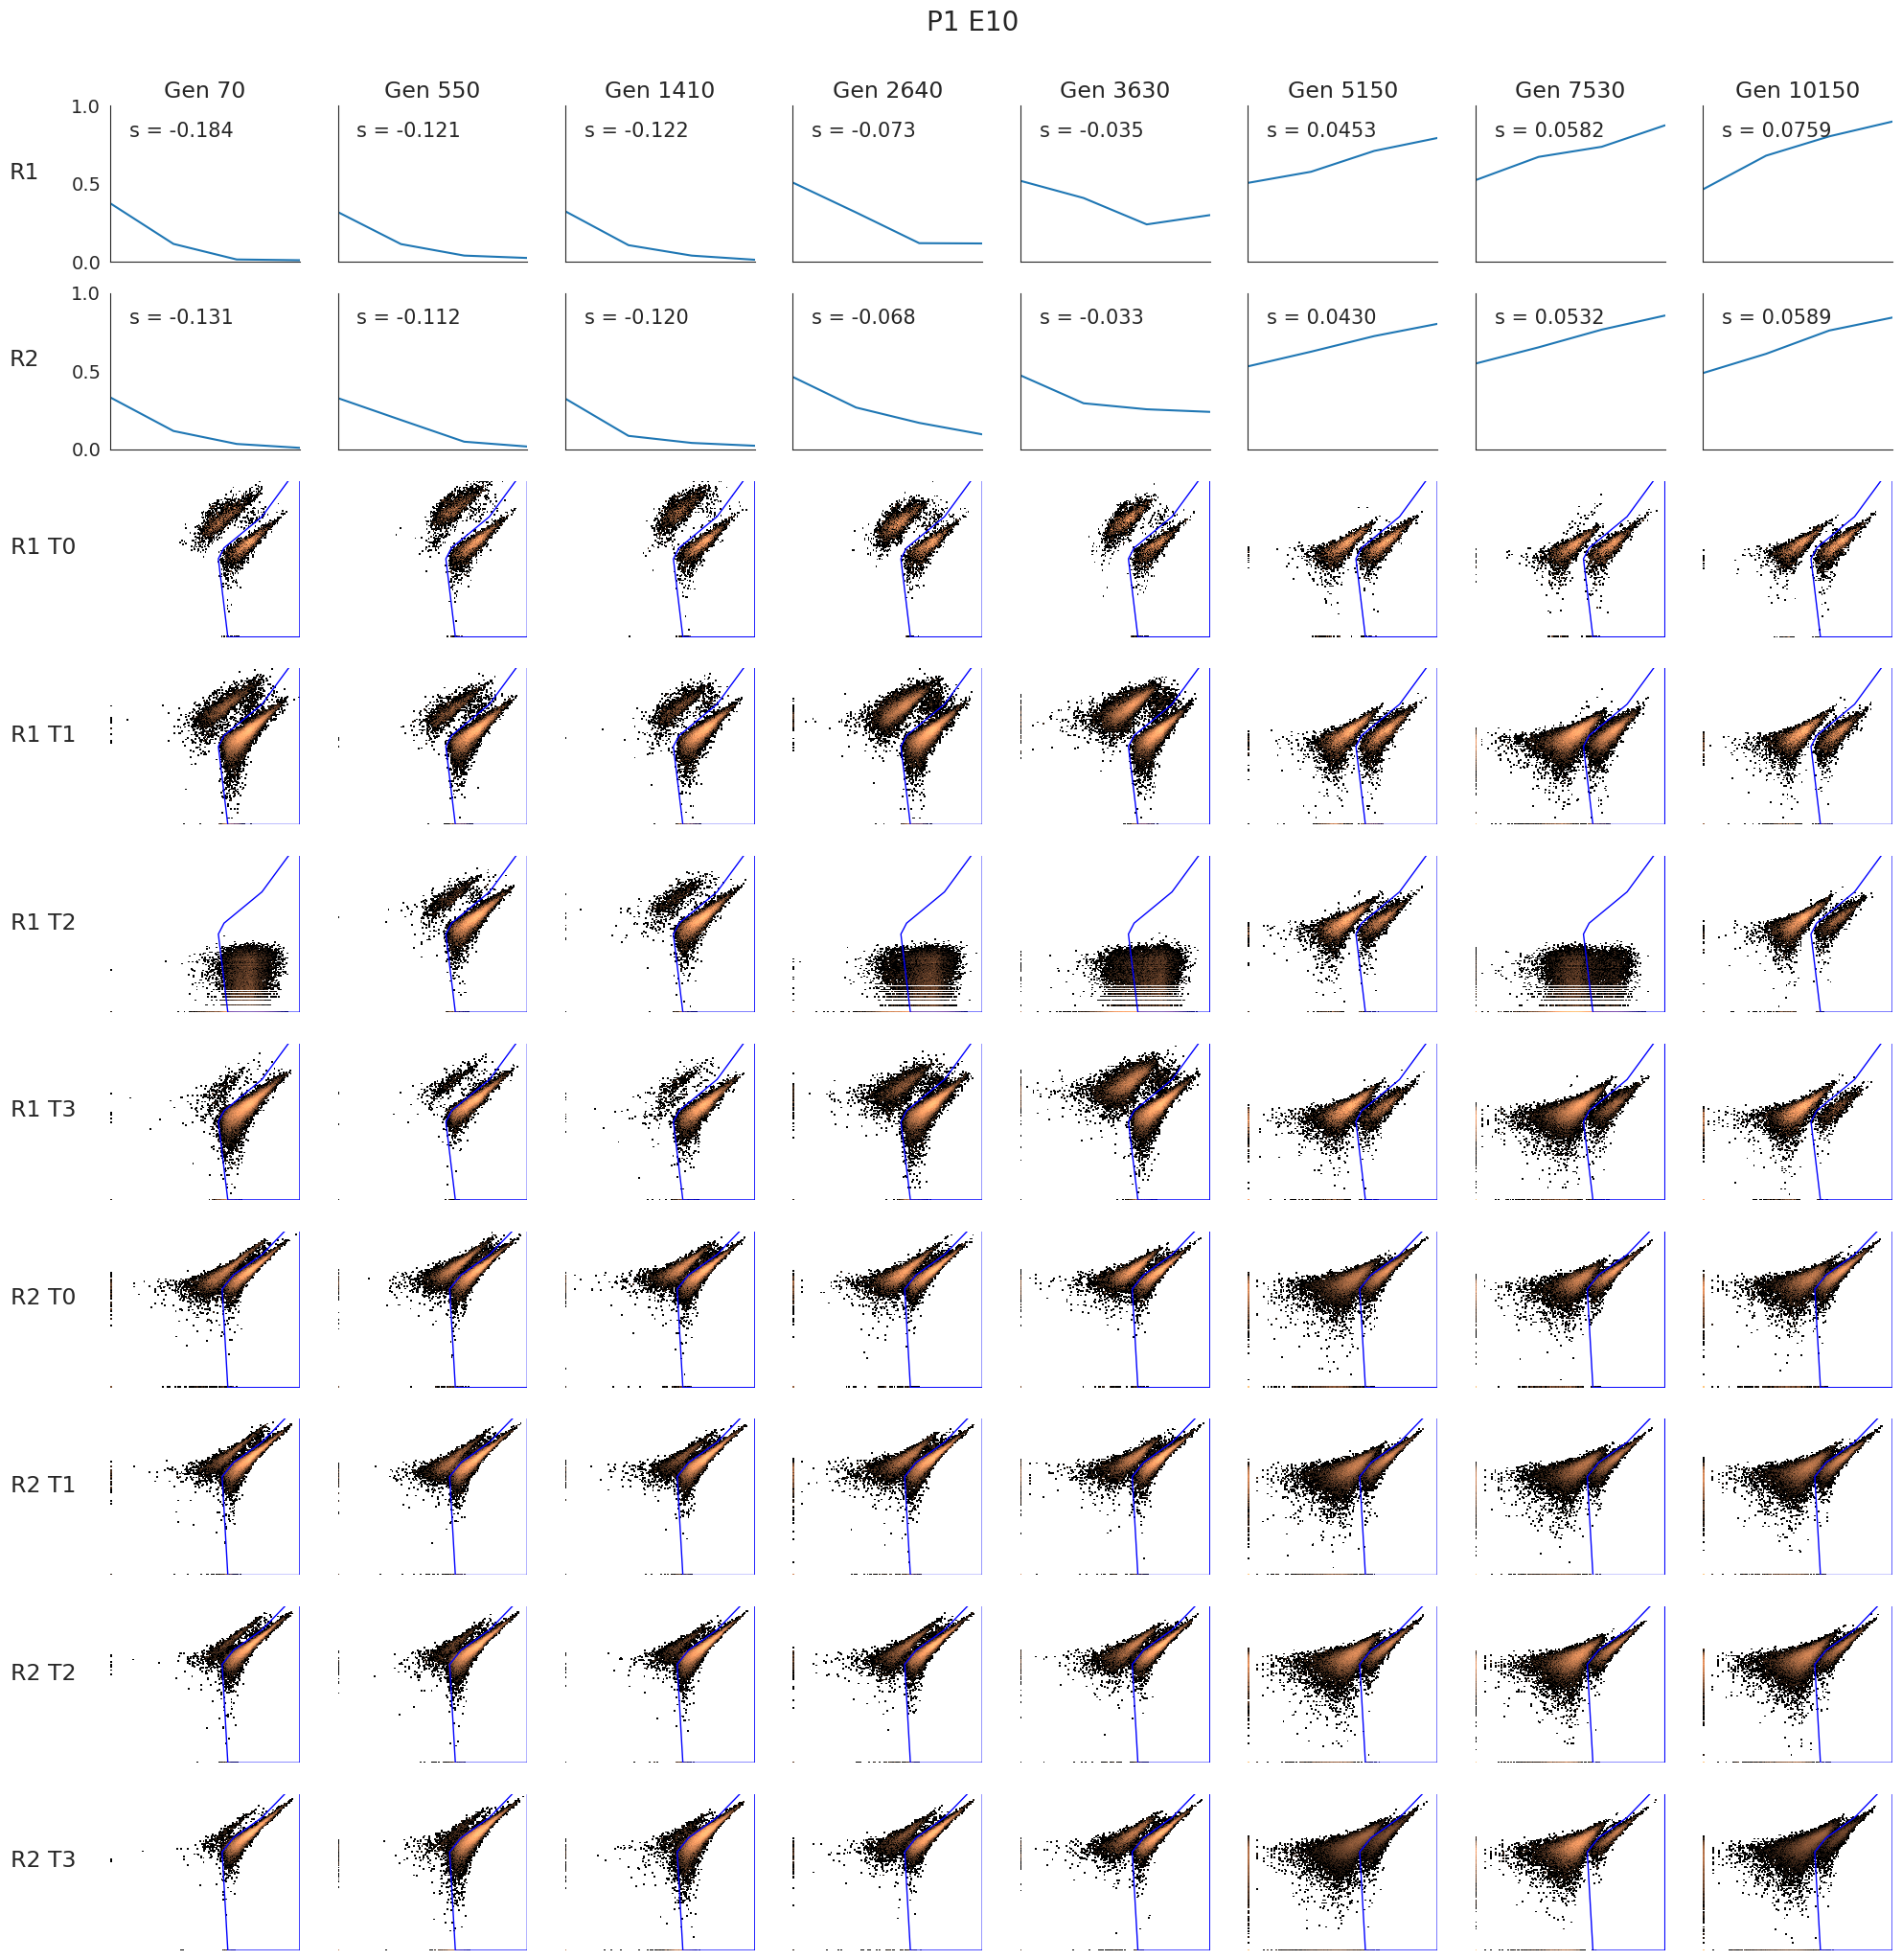 P1 E10
Gen 70 Gen 550 Gen 1410 Gen 2640 Gen 3630 Gen 5150 Gen 7530 Gen 10150
1.0
s = -0.184 s = -0.121 s = -0.122 s = -0.073 s = -0.035 s = 0.0453 s = 0.0582 s = 0.0759
R1
0.5
0.0
1.0
s = -0.131 s = -0.112 s = -0.120 s = -0.068 s = -0.033 s = 0.0430 s = 0.0532 s = 0.0589
R2
0.5
0.0
R1 T0
R1 T1
R1 T2
R1 T3
R2 T0
R2 T1
R2 T2
R2 T3